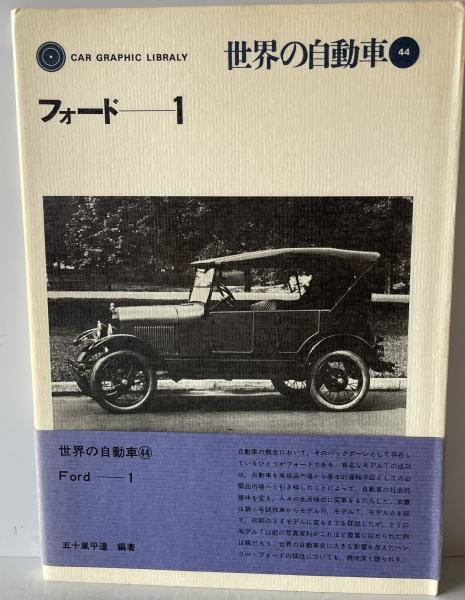 CAR GRAPHIC LIBRALY
世界の自動車 44
フォード——1
世界の自動車㊹
Ford —— 1
五十嵐平達 編著
自動車の概念において、そのバックボーンとして存在し
ているひとつがフォードである。有名なモデルTの成功
は、自動車を高級品市場から基本的運輸手段としての必
需品市場へと引き移したことによって、自動車の社会的
意味を変え、人々の生活様式に変革をもたらした。本書
は第1号試作車からモデルN、モデルT、モデルAを経
て、初期のV8モデルに至るまでを詳説したが、とくに
モデルT以前の写真資料がこれほど豊富に収められた例
は稀だろう。世界の自動車史に大きな影響を与えたヘン
リー・フォードの個性についても、興味深く語られる。